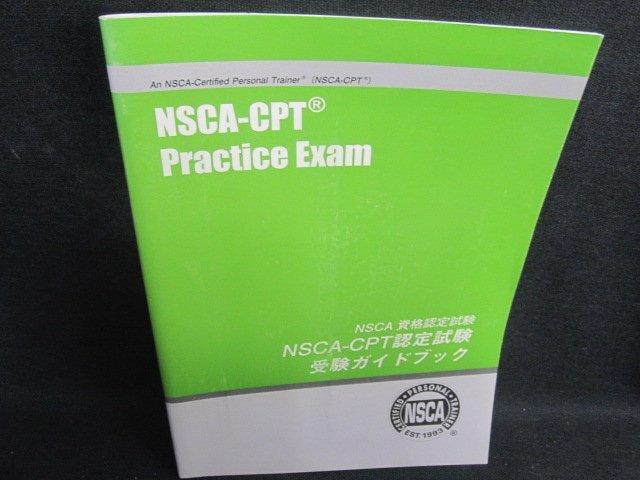 An NSCA-Certified Personal Trainer® (NSCA-CPT®)
NSCA-CPT®
Practice Exam
NSCA 資格認定試験
NSCA-CPT認定試験
受験ガイドブック
CERTIFIED • PERSONAL • TRAINER
NSCA
EST. 1993
®